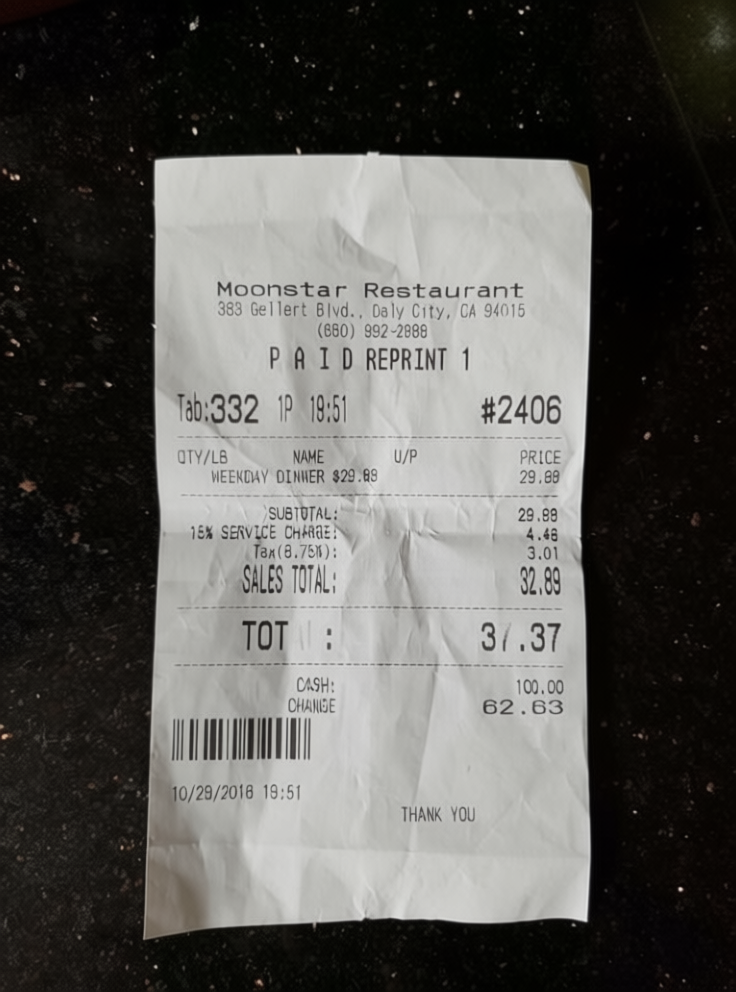 Moonstar Restaurant
383 Gellert Blvd., Daly City, CA 94015
(650) 992-2888
P A I D REPRINT 1
Tab:332 1P 19:51 #2406
QTY/LB NAME U/P PRICE
WEEKDAY DINNER $29.88 29.88
SUBTOTAL: 29.88
15% SERVICE CHARGE: 4.48
Tax(8.75%): 3.01
SALES TOTAL: 32.89
TOT : 37.37
CASH: 100.00
CHANGE 62.63
10/29/2018 19:51
THANK YOU